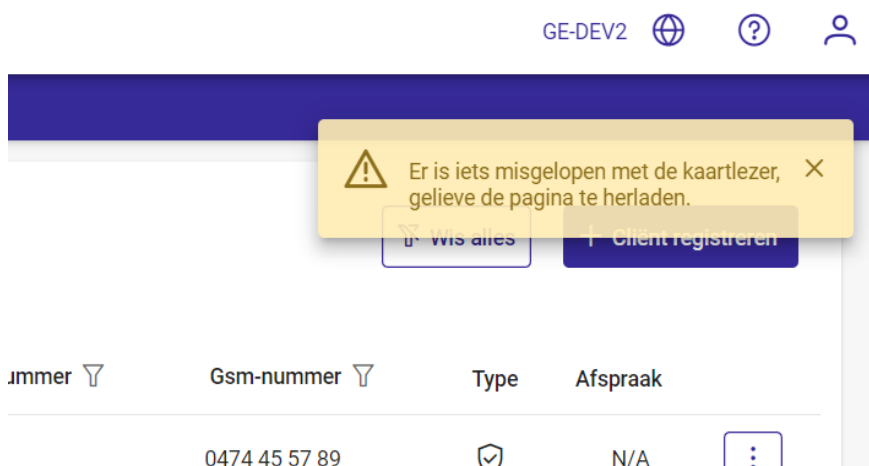 GE-DEV2
Er is iets misgelopen met de kaartlezer,
gelieve de pagina te herladen.
Wis alles
Cliënt registreren
Gsm-nummer
Type
Afspraak
0474 45 57 89
N/A